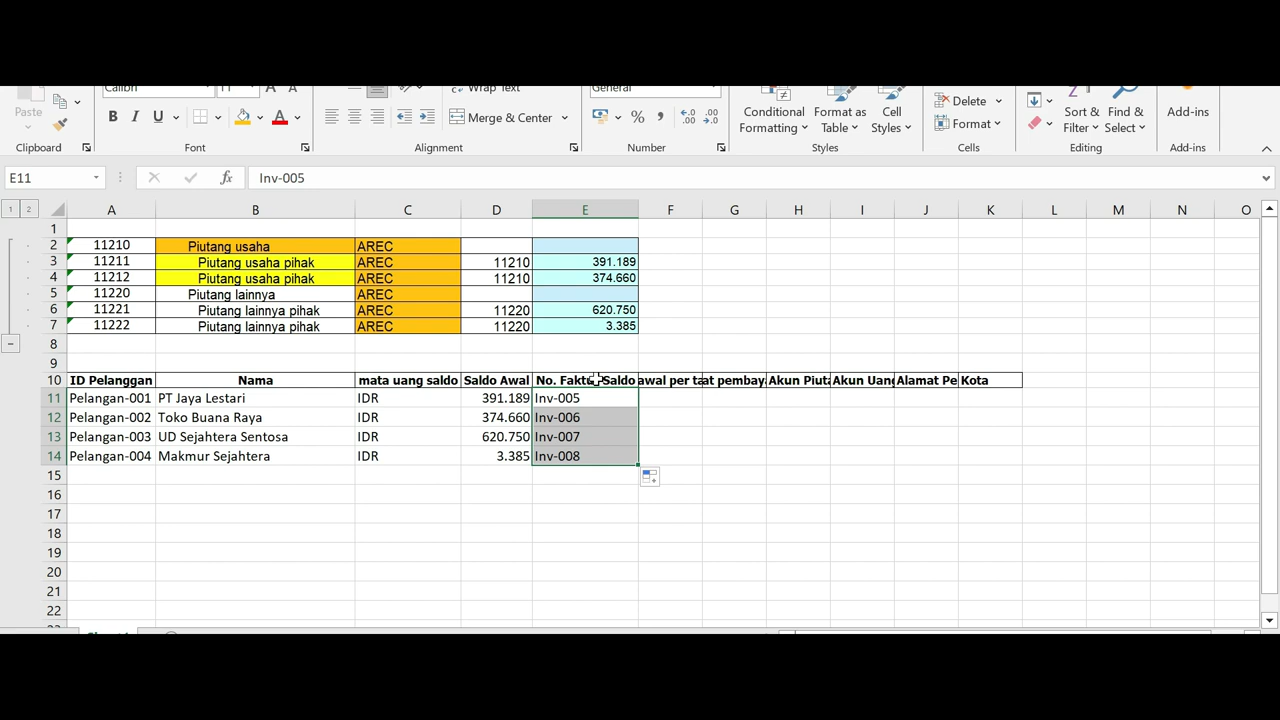 Paste
Calibri
11
Wrap Text
General
Delete
B I U A
Merge & Center
% ,
Conditional Formatting
Format as Table
Cell Styles
Format
Sort & Filter
Find & Select
Add-ins
Clipboard Font Alignment Number Styles Cells Editing Add-ins
E11 fx Inv-005
1 2 A B C D E F G H I J K L M N O
1
2 11210 Piutang usaha AREC
3 11211 Piutang usaha pihak AREC 11210 391.189
4 11212 Piutang usaha pihak AREC 11210 374.660
5 11220 Piutang lainnya AREC
6 11221 Piutang lainnya pihak AREC 11220 620.750
7 11222 Piutang lainnya pihak AREC 11220 3.385
8
9
10 ID Pelanggan Nama mata uang saldo Saldo Awal No. Faktu Saldo awal per ta at pembay Akun Piuta Akun Uang Alamat Pe Kota
11 Pelangan-001 PT Jaya Lestari IDR 391.189 Inv-005
12 Pelangan-002 Toko Buana Raya IDR 374.660 Inv-006
13 Pelangan-003 UD Sejahtera Sentosa IDR 620.750 Inv-007
14 Pelangan-004 Makmur Sejahtera IDR 3.385 Inv-008
15
16
17
18
19
20
21
22